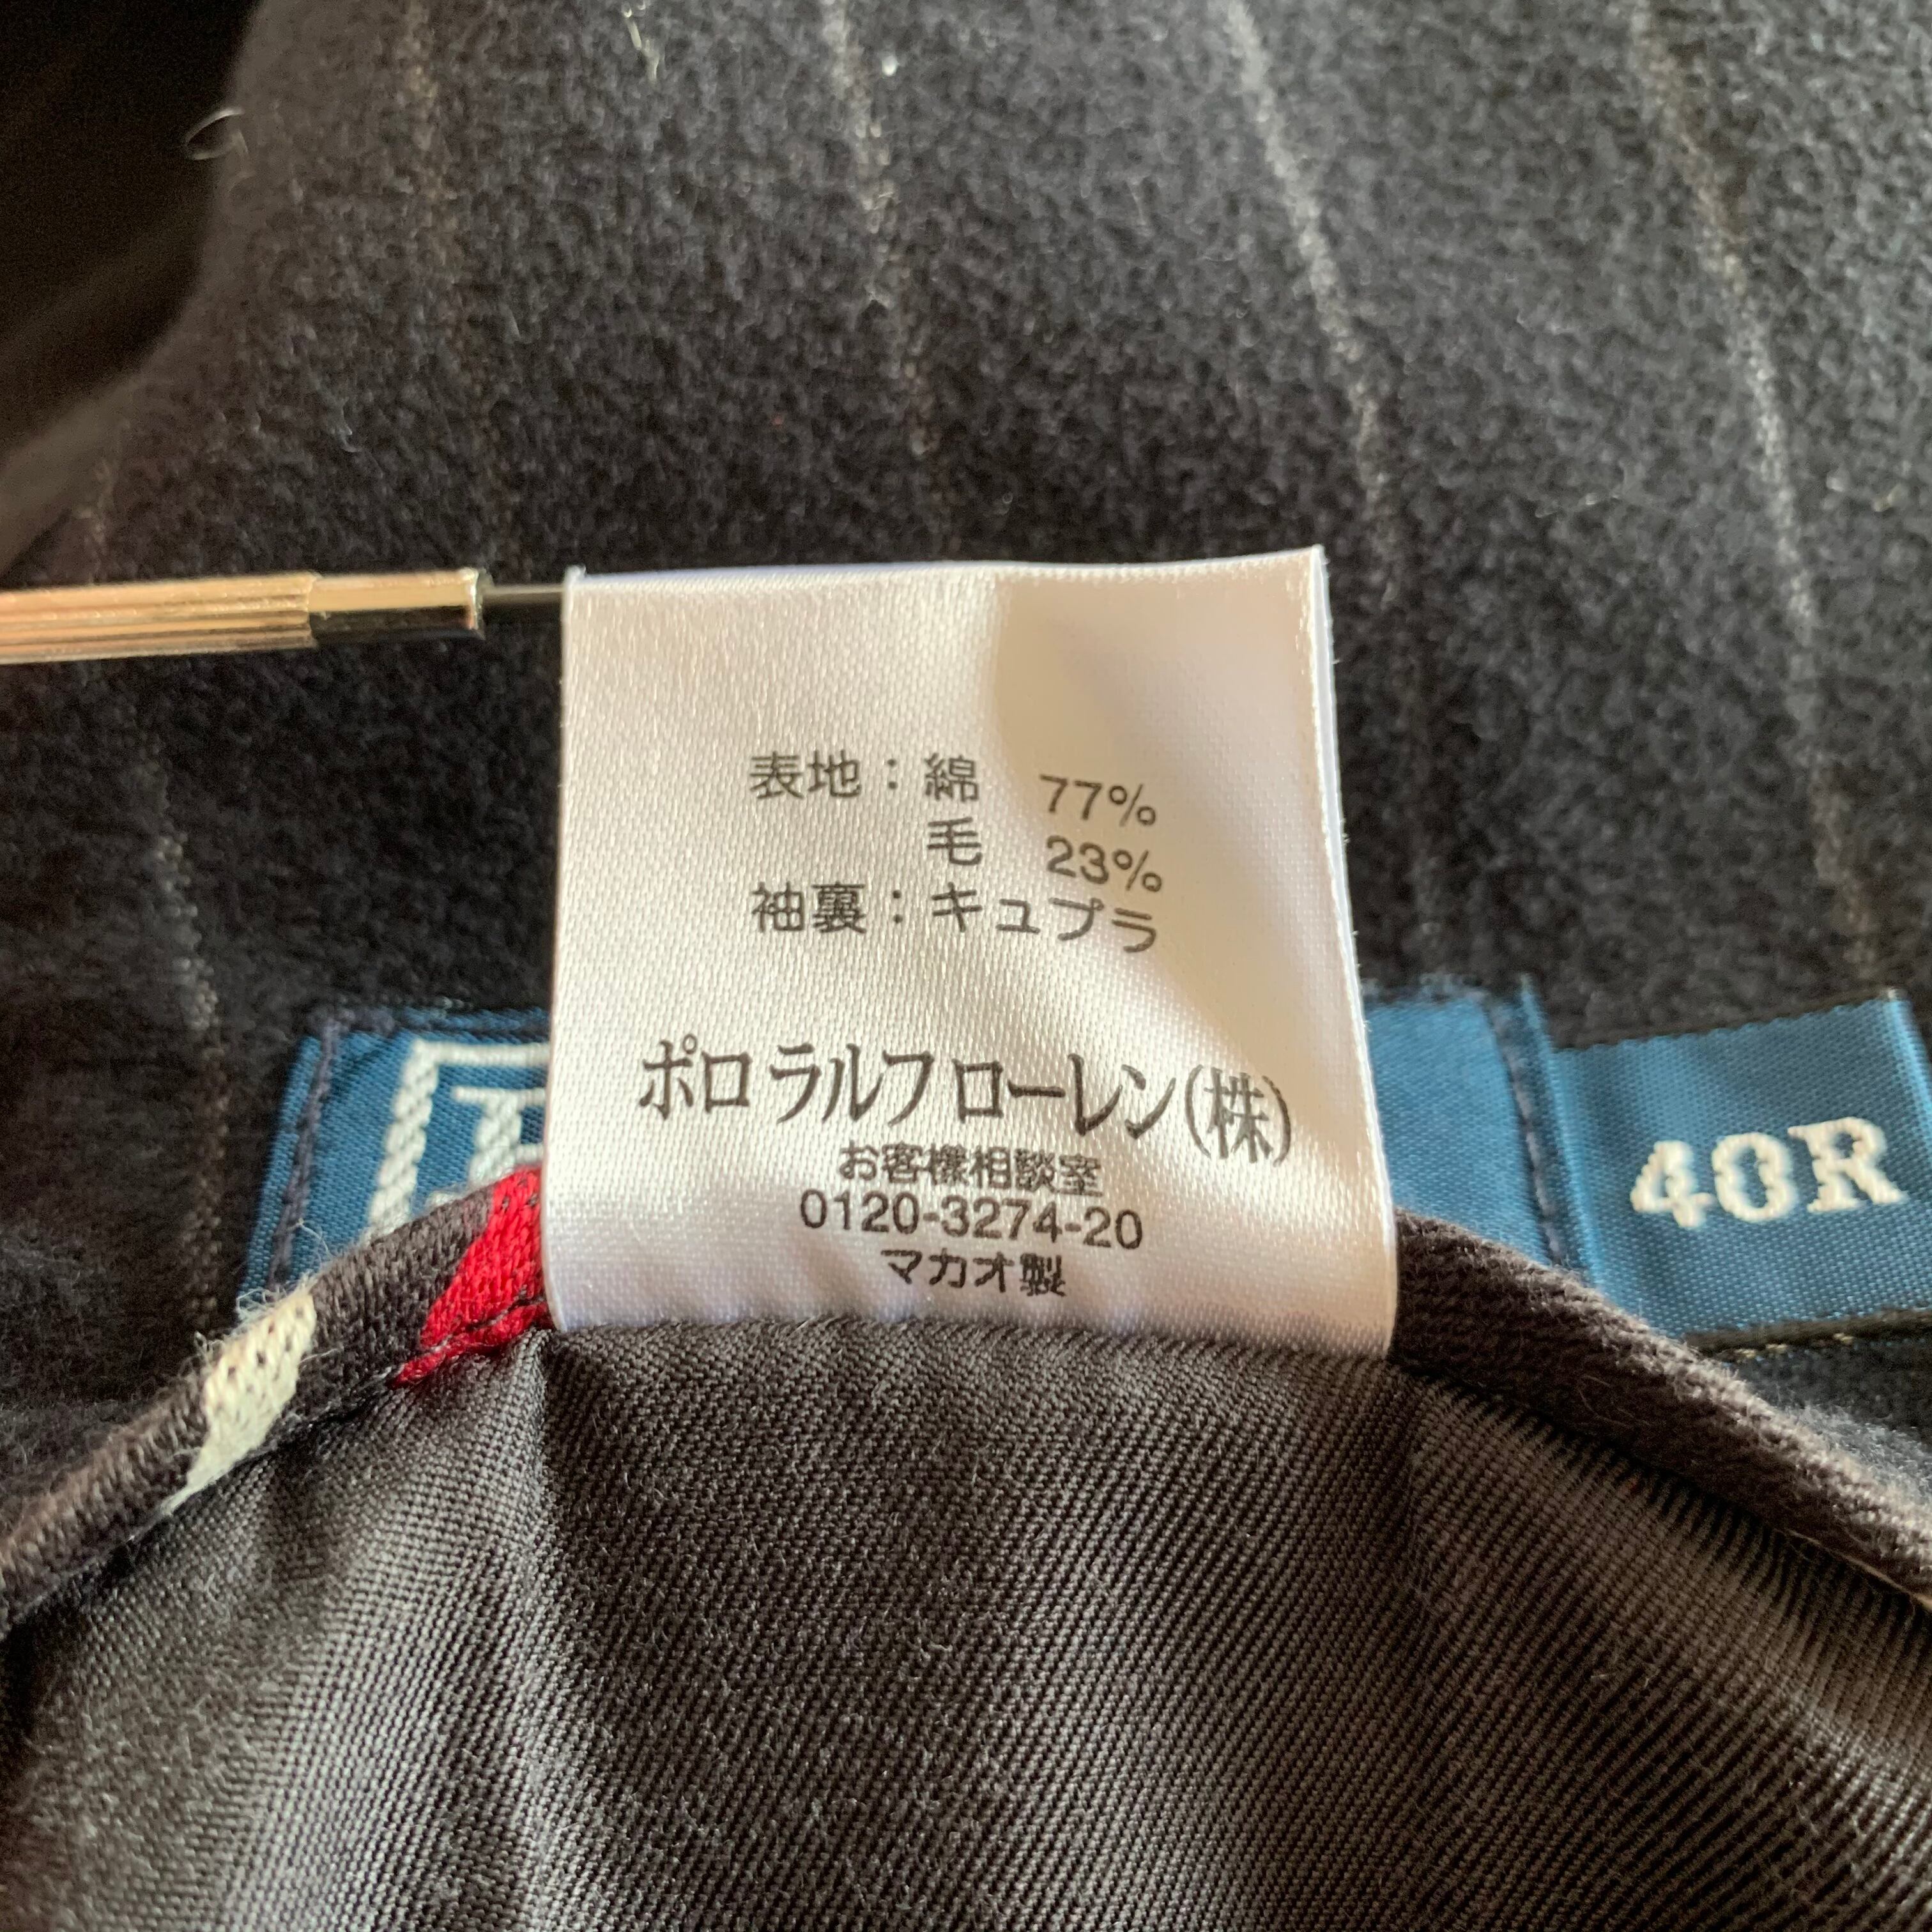 表地：綿 77%
毛 23%
袖裏：キュプラ
ポロ ラルフ ローレン(株)
お客様相談室
0120-3274-20
マカオ製
40R